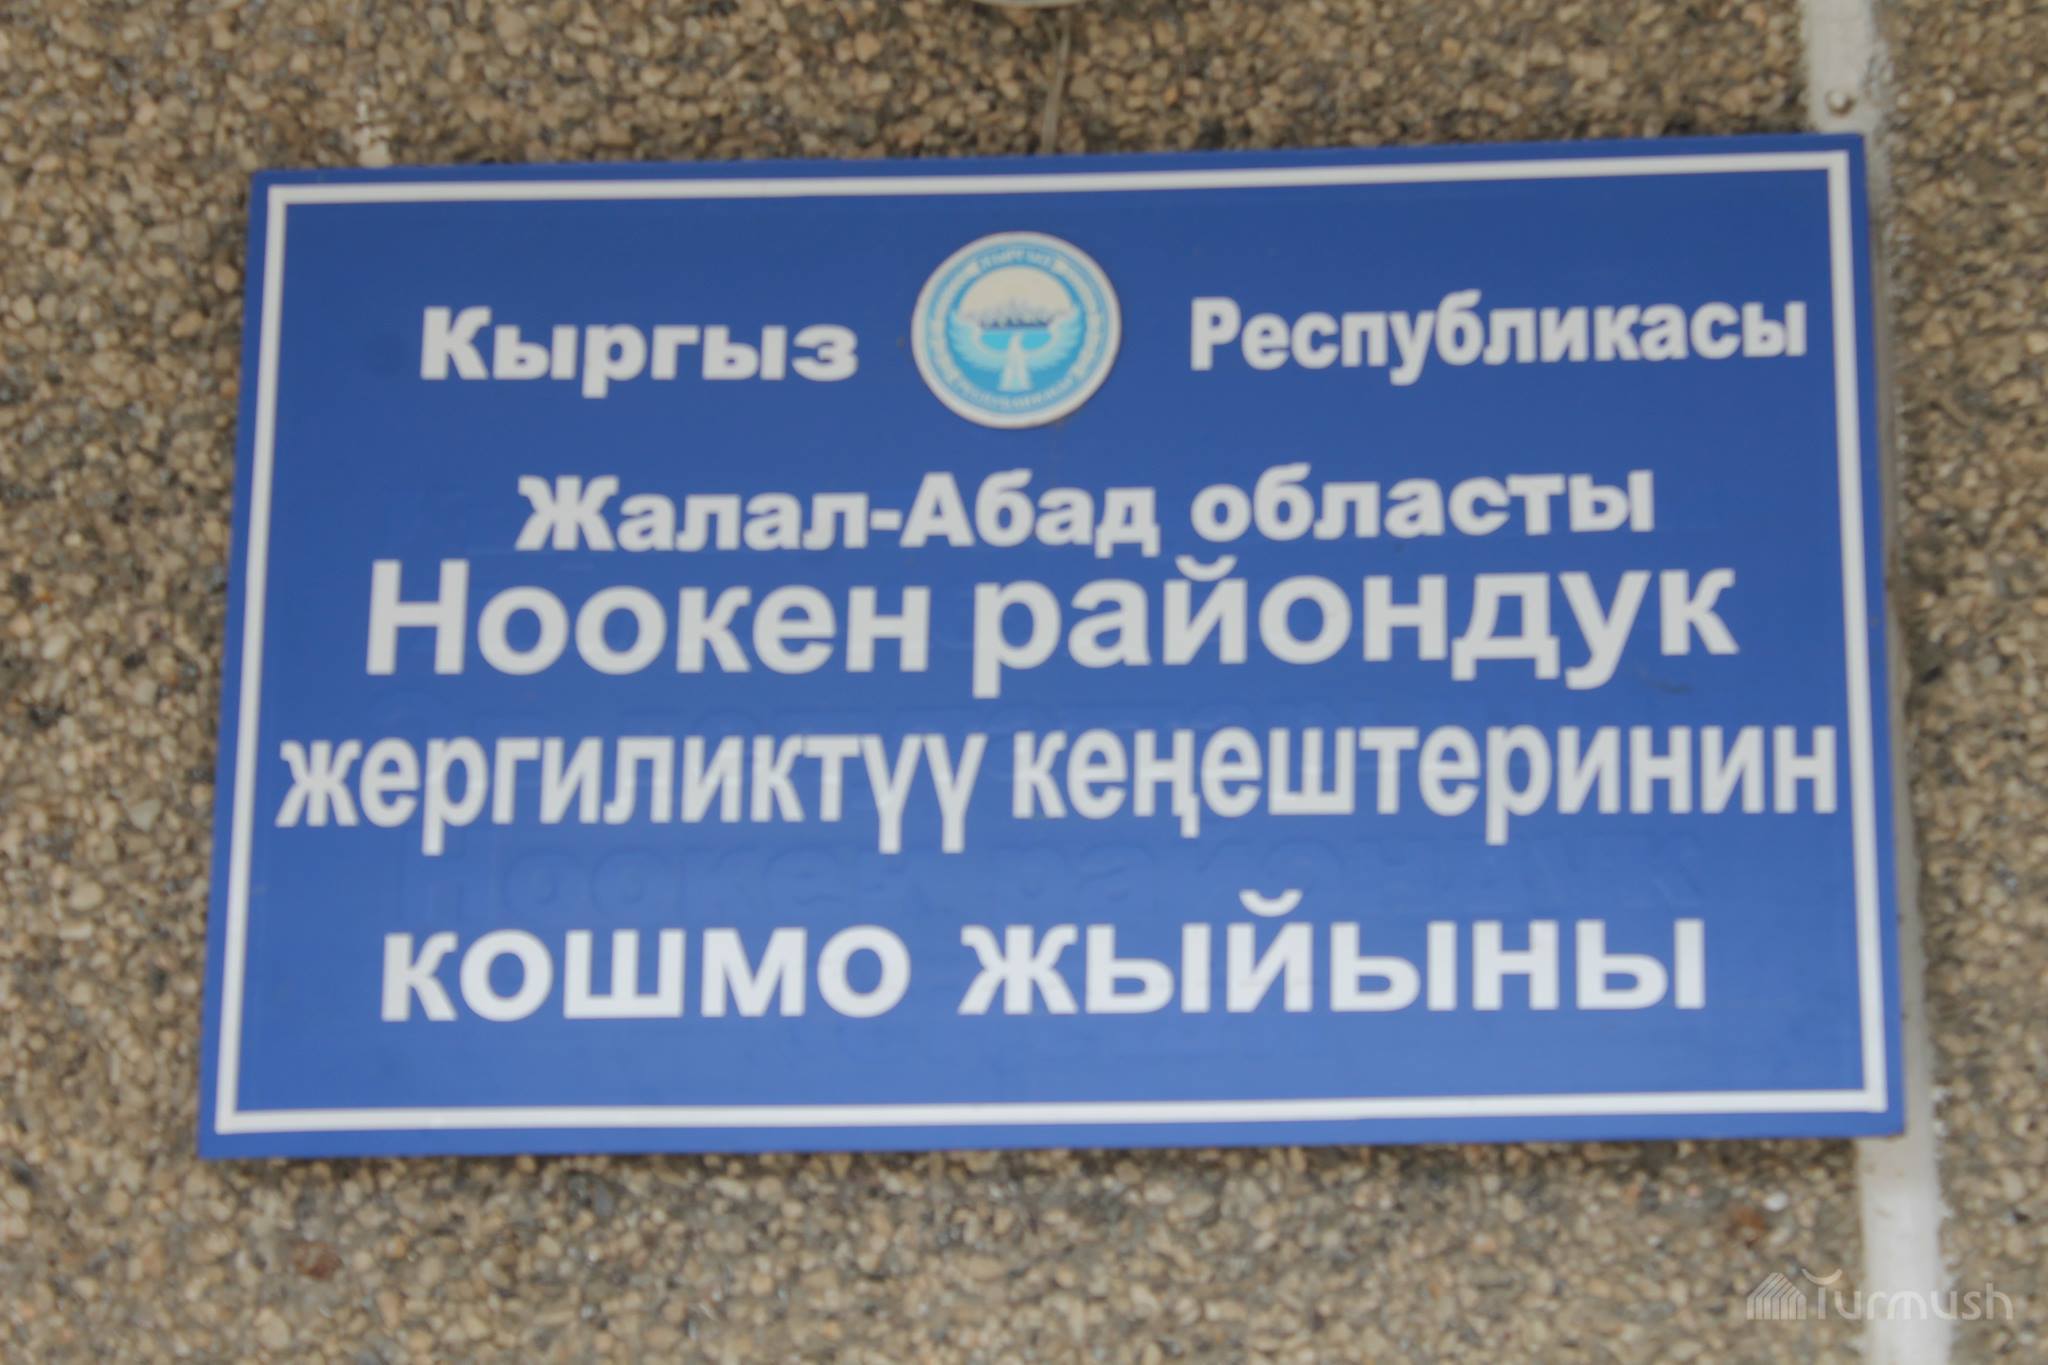 Кыргыз Республикасы
Жалал-Абад областы
Ноокен райондук
жергиликтүү кеңештеринин
кошмо жыйыны
Turmush